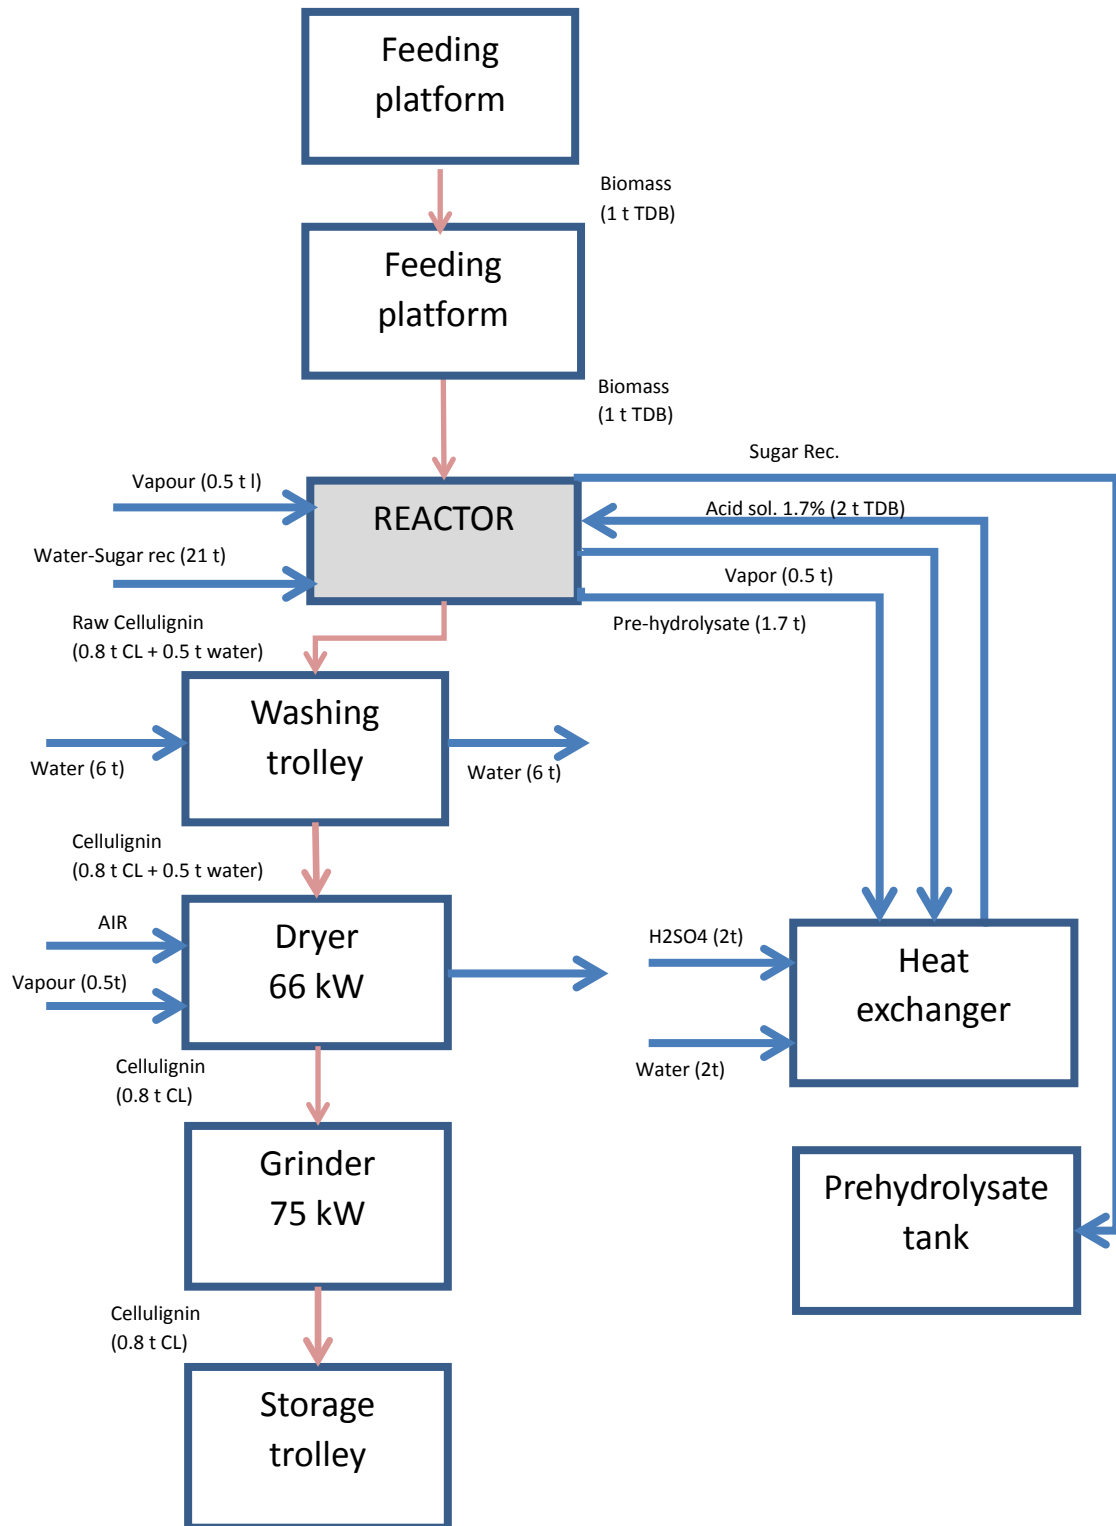 Feeding
platform
Biomass
(1 t TDB)
Feeding
platform
Biomass
(1 t TDB)
Sugar Rec.
Vapour (0.5 t l)
REACTOR
Acid sol. 1.7% (2 t TDB)
Water-Sugar rec (21 t)
Vapor (0.5 t)
Pre-hydrolysate (1.7 t)
Raw Cellulignin
(0.8 t CL + 0.5 t water)
Washing
trolley
Water (6 t)
Water (6 t)
Cellulignin
(0.8 t CL + 0.5 t water)
AIR
Dryer
66 kW
Vapour (0.5t)
H2SO4 (2t)
Heat
exchanger
Water (2t)
Cellulignin
(0.8 t CL)
Grinder
75 kW
Prehydrolysate
tank
Cellulignin
(0.8 t CL)
Storage
trolley